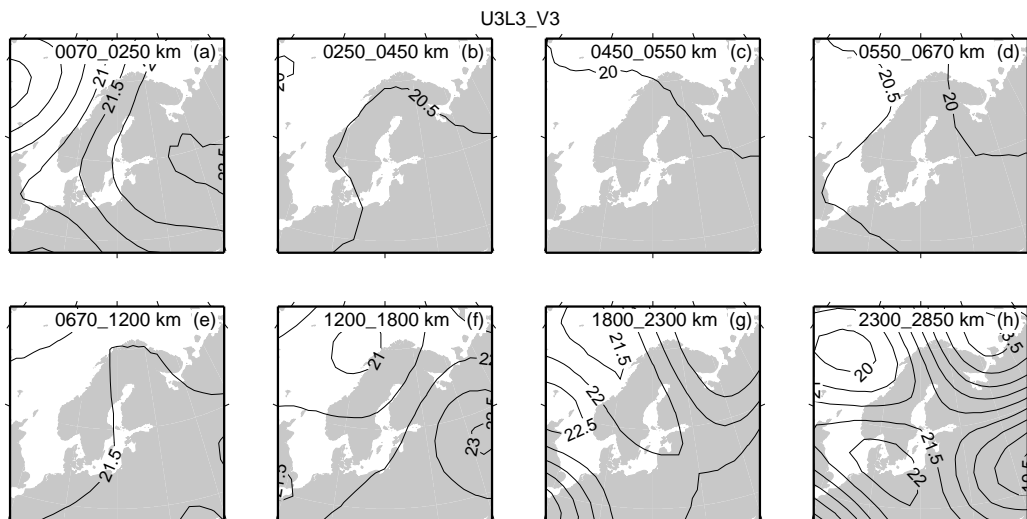 U3L3_V3
0070_0250 km (a)
0250_0450 km (b)
0450_0550 km (c)
0550_0670 km (d)
21
21.5
20.5
20
20.5
20
0670_1200 km (e)
1200_1800 km (f)
1800_2300 km (g)
2300_2850 km (h)
21.5
21
22
23
21.5
22
22.5
20
21.5
22